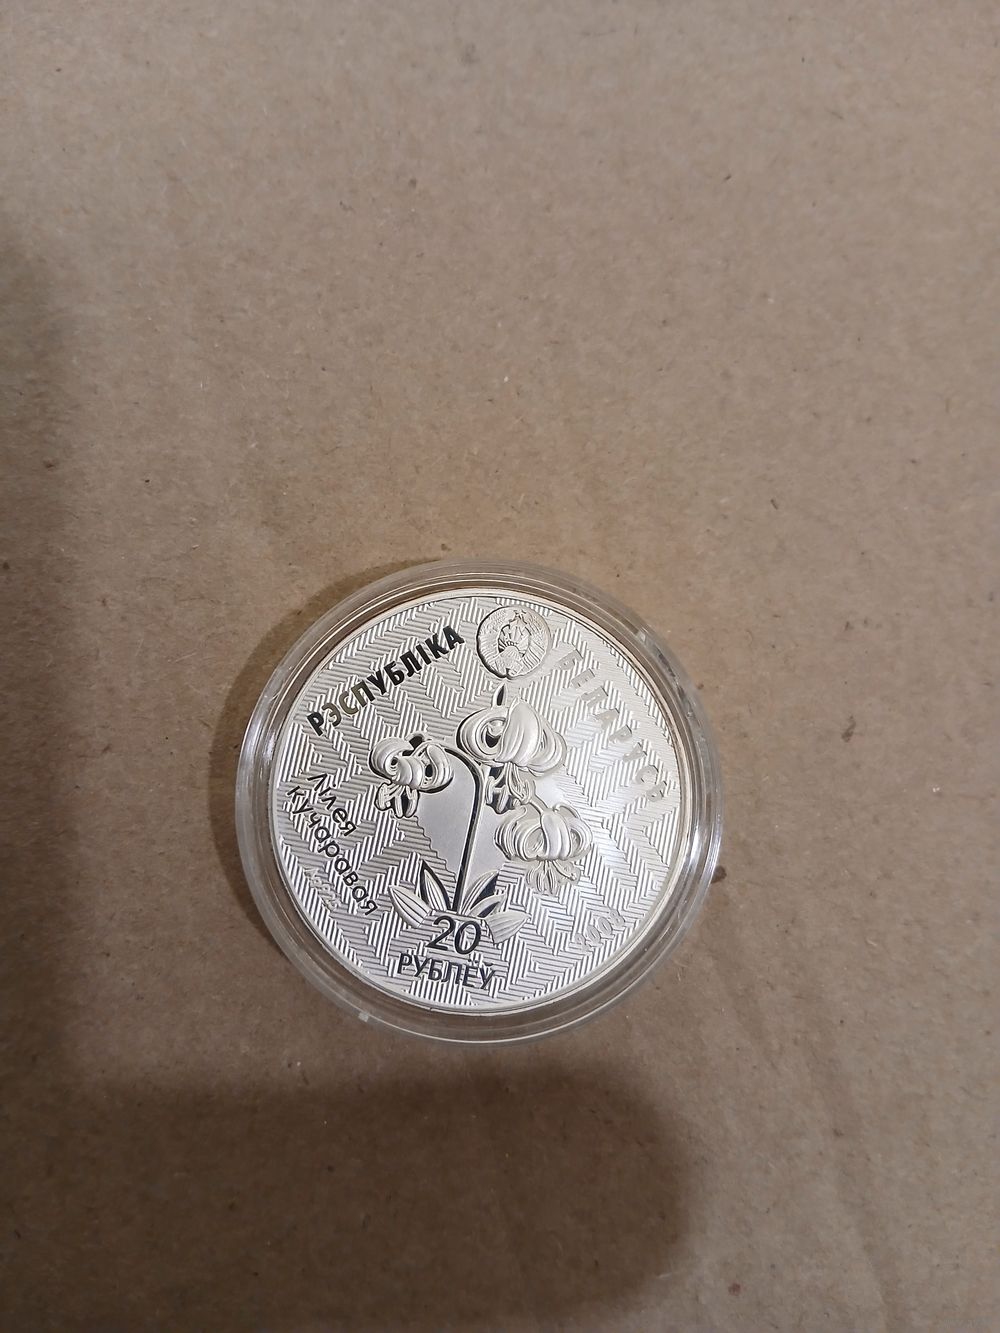 РЭСПУБЛІКА
БЕЛАРУСЬ
Лілея
кучаравая
20
РУБЛЁЎ
2008